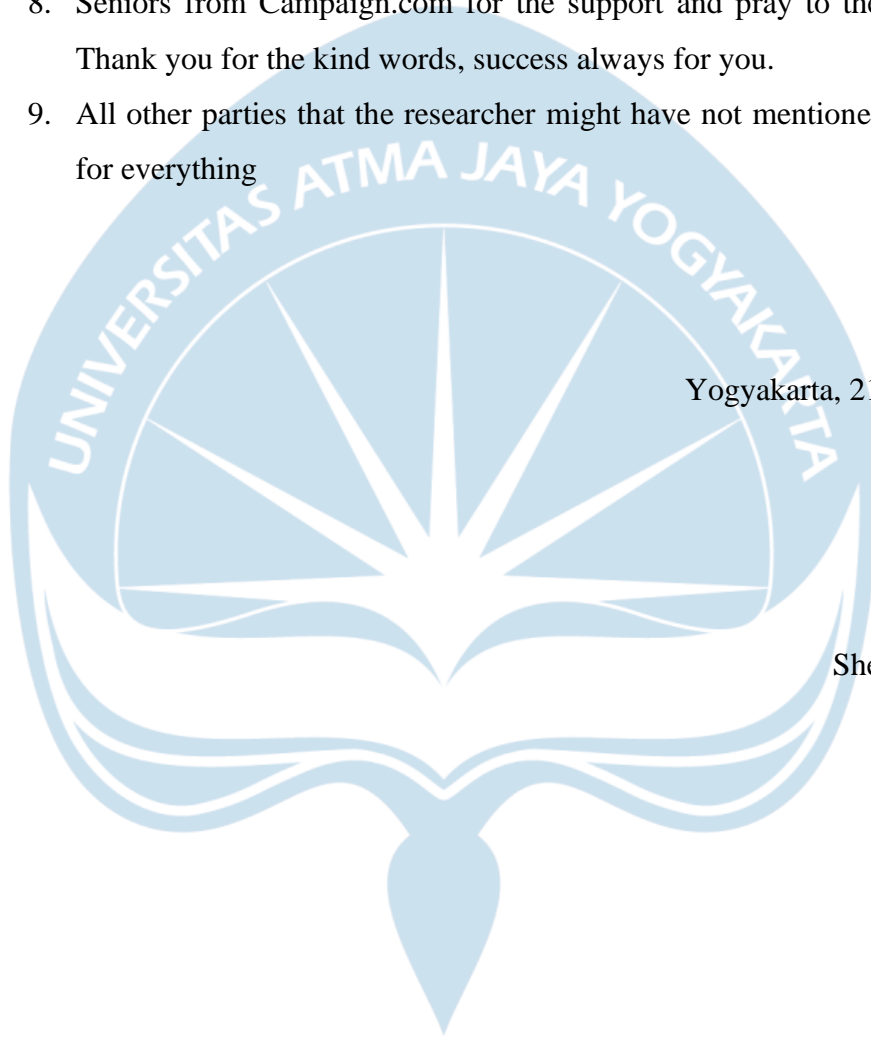 8. Seniors from Campaign.com for the support and pray to the
Thank you for the kind words, success always for you.
9. All other parties that the researcher might have not mentione
for everything
UNIVERSITAS ATMA JAYA YOGYAKARTA
Yogyakarta, 21
She